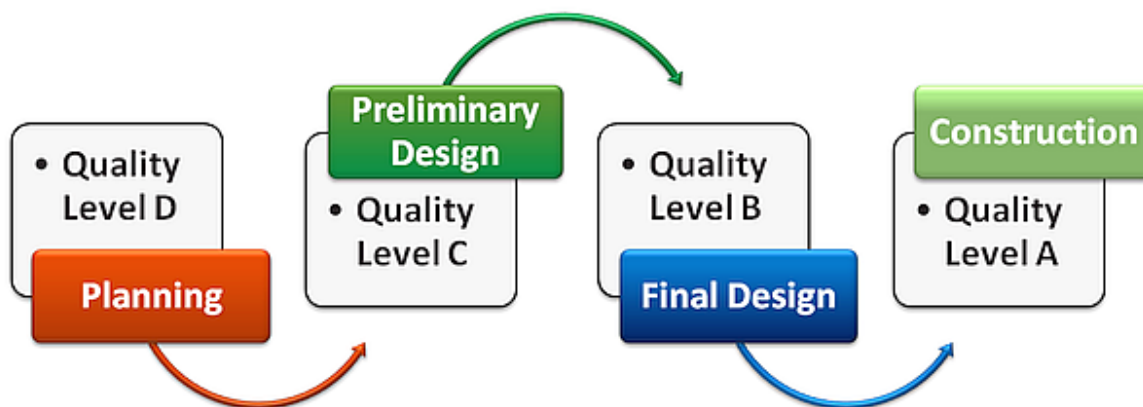 • Quality
Level D
Planning
Preliminary
Design
• Quality
Level C
• Quality
Level B
Final Design
Construction
• Quality
Level A